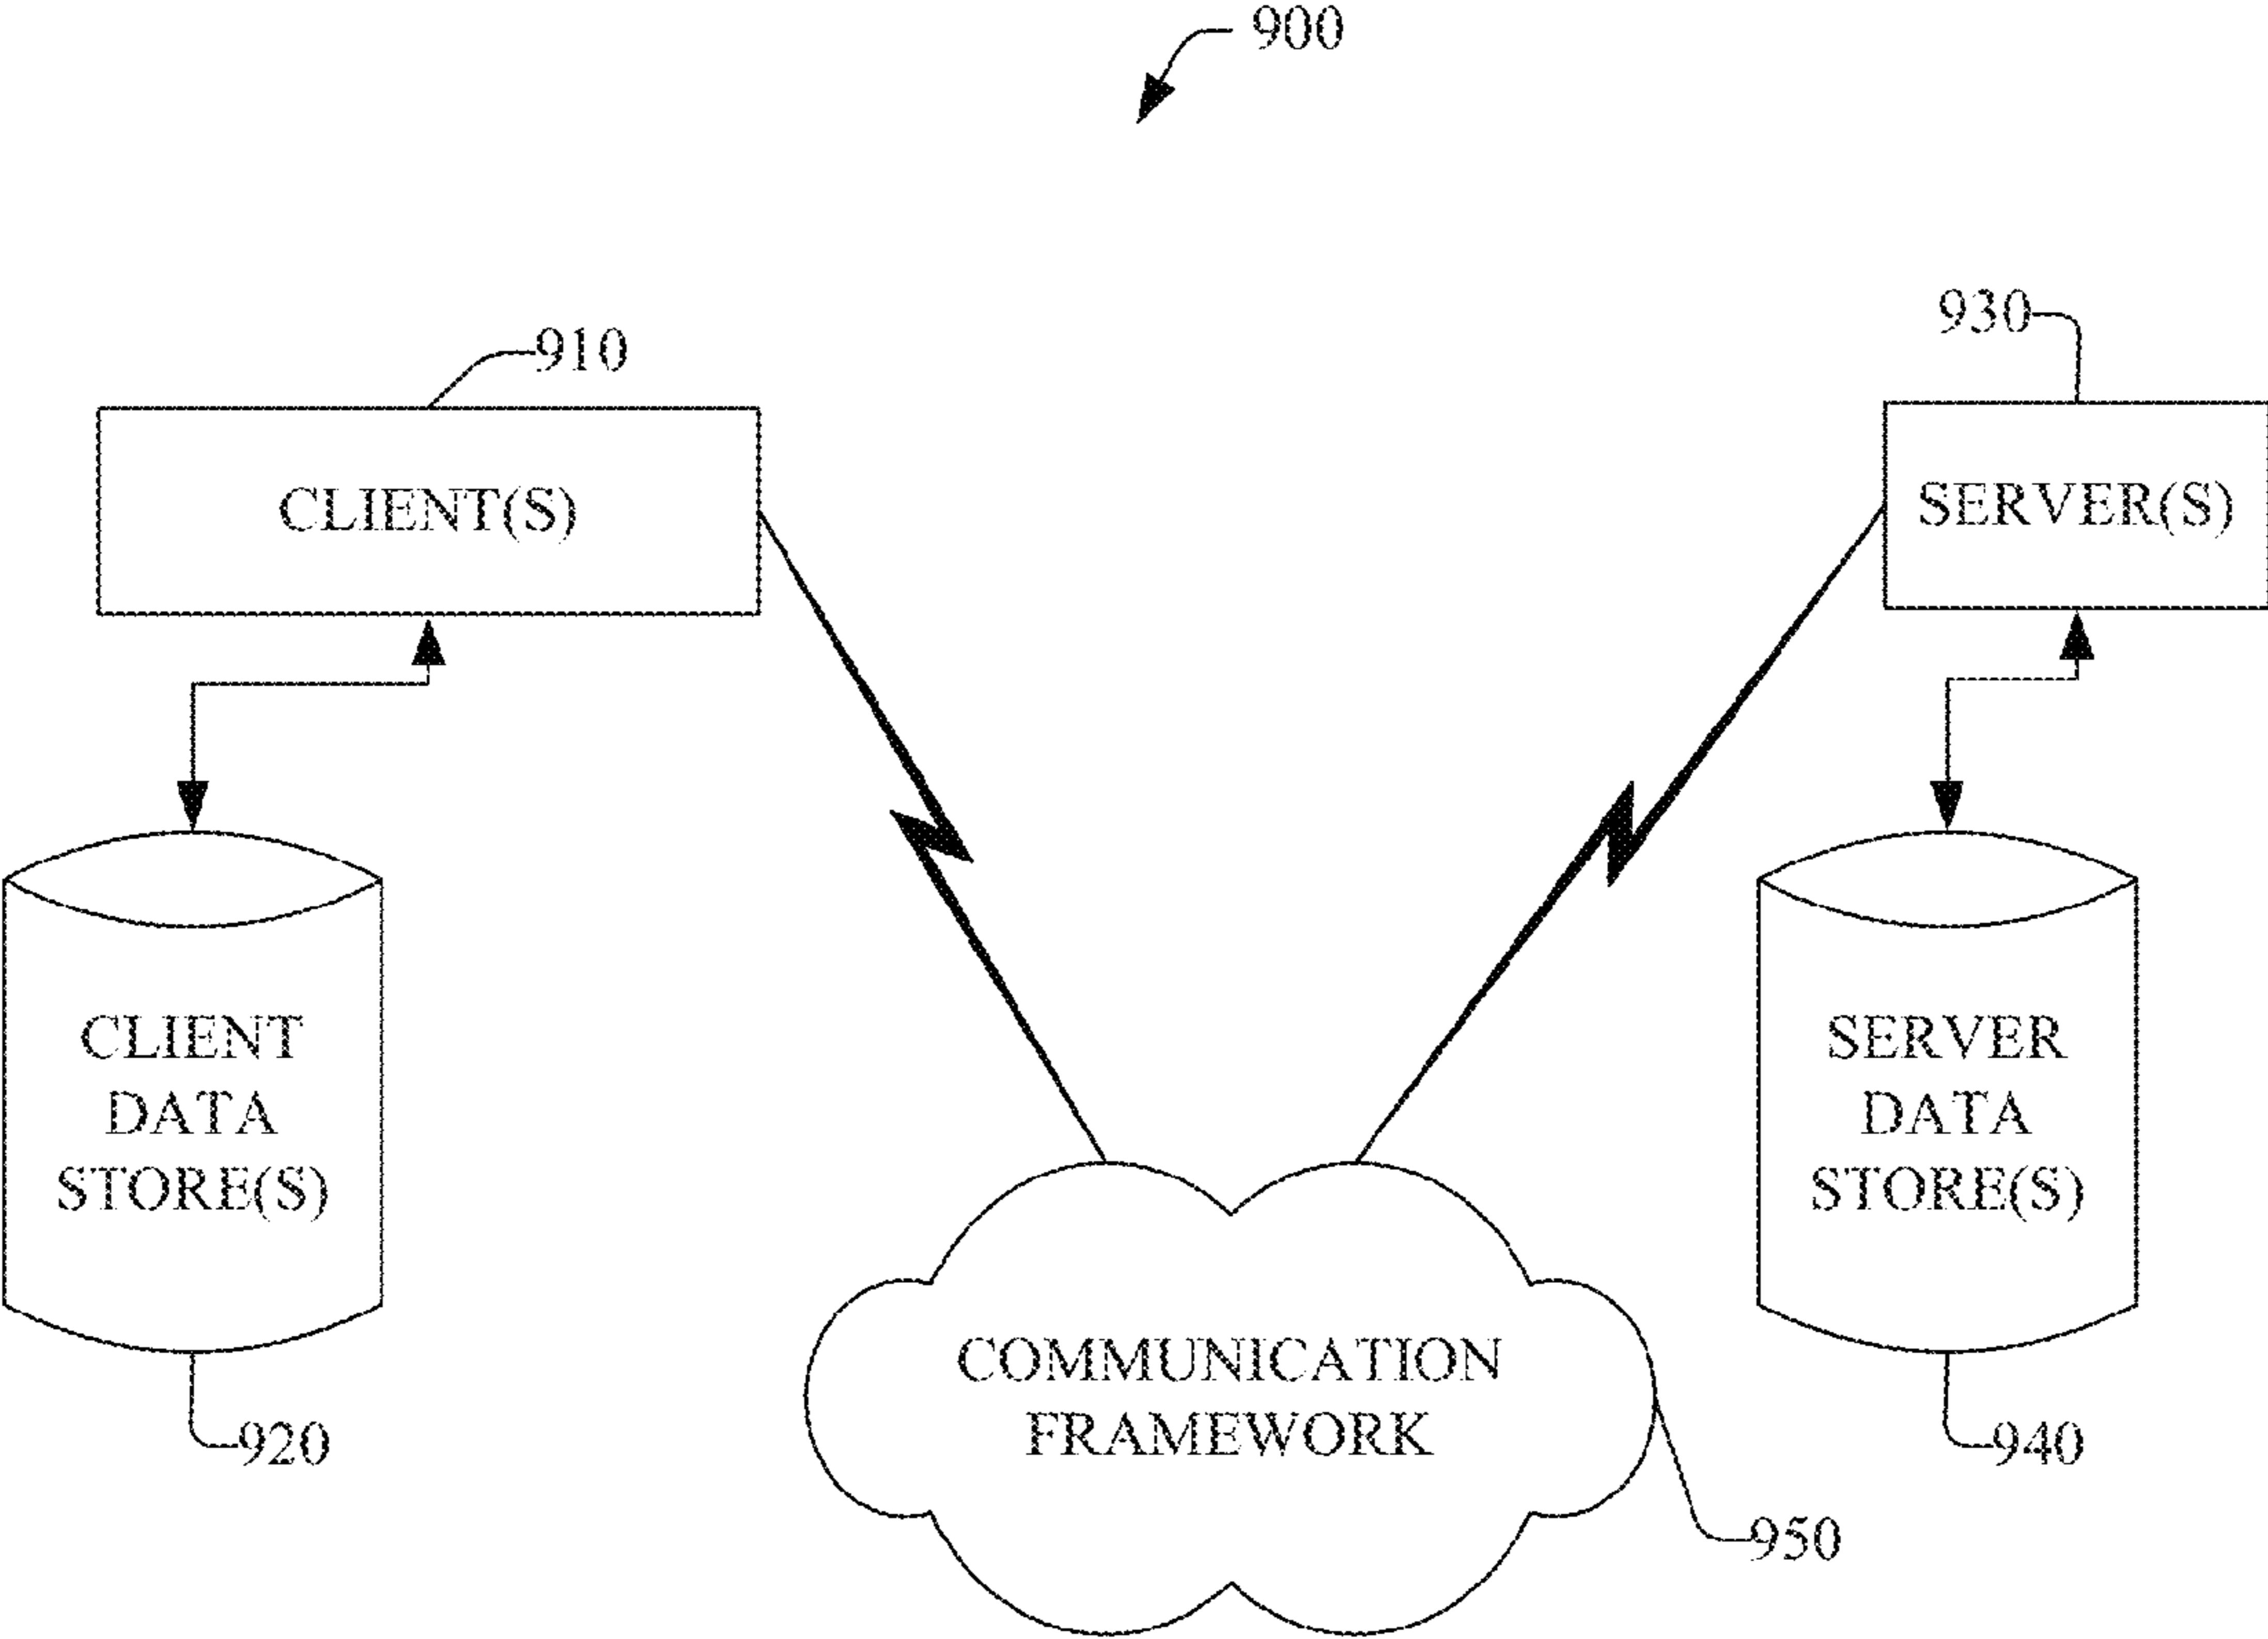 900
910
930
CLIENT(S)
SERVER(S)
CLIENT
DATA
STORE(S)
SERVER
DATA
STORE(S)
COMMUNICATION
FRAMEWORK
920
940
950